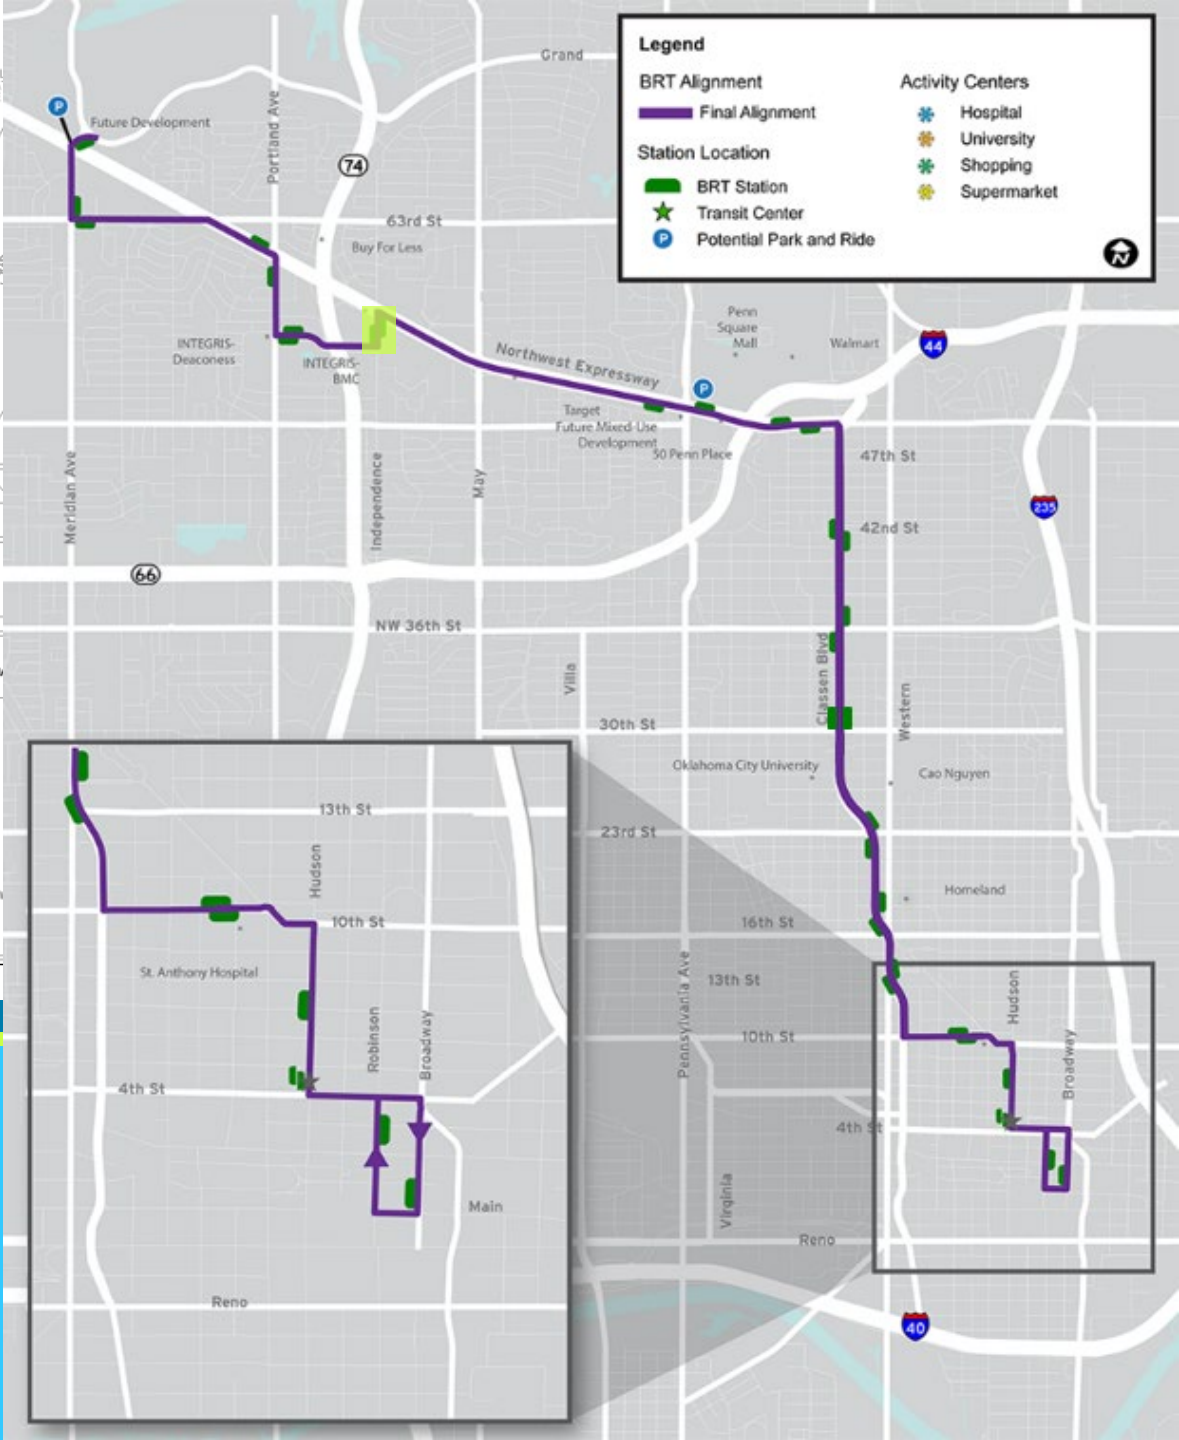 Legend
BRT Alignment
Final Alignment
Station Location
BRT Station
Transit Center
P
Potential Park and Ride
Activity Centers
Hospital
University
Shopping
Supermarket
N
Grand
P
Future Development
Portland Ave
74
63rd St
Buy For Less
INTEGRIS-
Deaconess
INTEGRIS-
BMC
Penn
Square
Mall
Walmart
44
Northwest Expressway
P
Target
Future Mixed-Use
Development
50 Penn Place
47th St
Meridian Ave
Independence
May
235
42nd St
66
NW 36th St
Villa
Classen Blvd
Western
30th St
Oklahoma City University
Cao Nguyen
23rd St
Homeland
16th St
Pennsylvania Ave
13th St
Hudson
10th St
Broadway
4th St
Virginia
Reno
40
13th St
Hudson
10th St
St. Anthony Hospital
Robinson
Broadway
4th St
Main
Reno